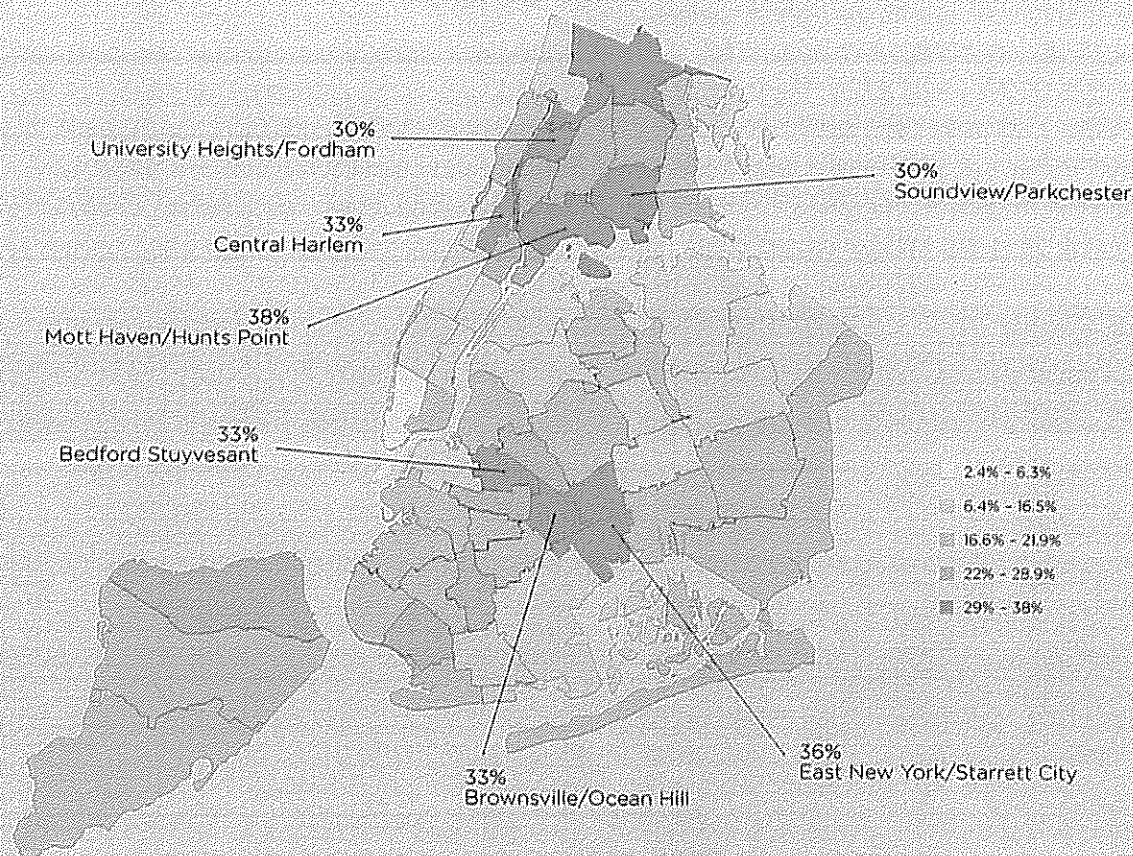 30%
University Heights/Fordham
30%
Soundview/Parkchester
33%
Central Harlem
38%
Mott Haven/Hunts Point
33%
Bedford Stuyvesant
2.4% - 6.3%
6.4% - 16.5%
16.6% - 21.9%
22% - 28.9%
29% - 38%
36%
East New York/Starrett City
33%
Brownsville/Ocean Hill